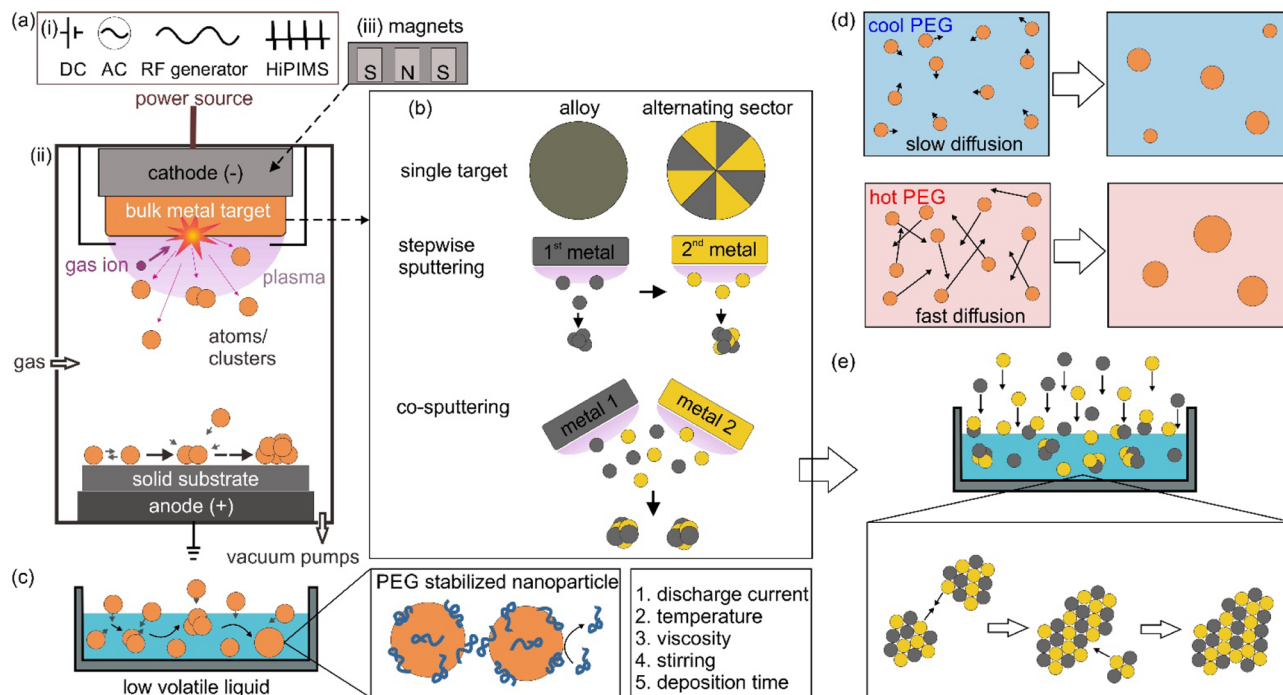 (a)
(i)
DC AC RF generator HiPIMS
power source
(iii) magnets
S N S
(ii)
cathode (-)
bulk metal target
gas ion
plasma
atoms/
clusters
gas
solid substrate
anode (+)
vacuum pumps
(b)
alloy
alternating sector
single target
stepwise
sputtering
1st metal
2nd metal
co-sputtering
metal 1
metal 2
(c)
low volatile liquid
PEG stabilized nanoparticle
1. discharge current
2. temperature
3. viscosity
4. stirring
5. deposition time
(d)
cool PEG
slow diffusion
hot PEG
fast diffusion
(e)